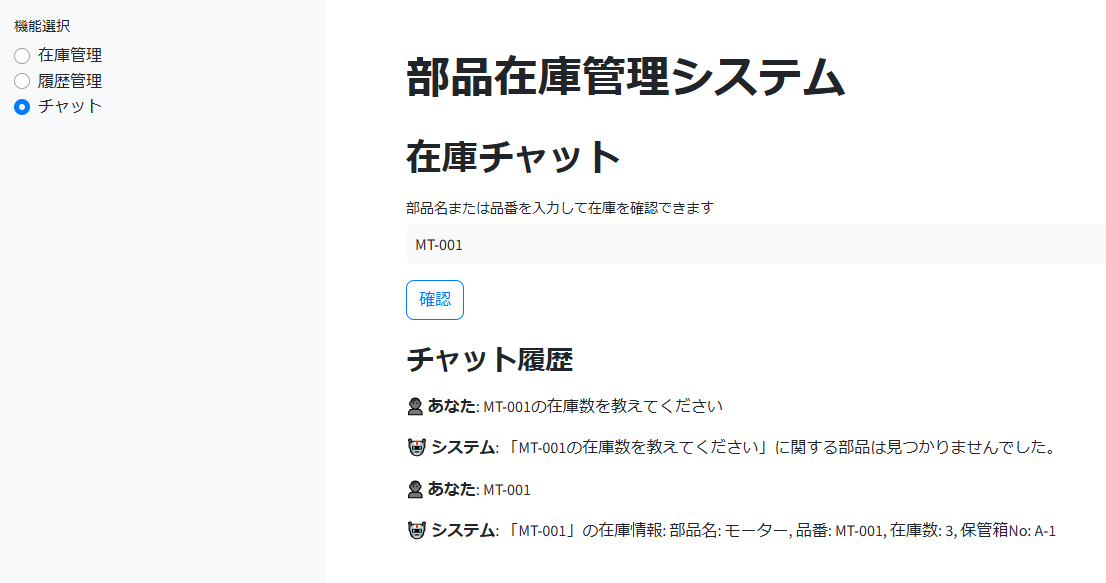 機能選択
在庫管理
履歴管理
チャット
部品在庫管理システム
在庫チャット
部品名または品番を入力して在庫を確認できます
MT-001
確認
チャット履歴
あなた: MT-001の在庫数を教えてください
システム: 「MT-001の在庫数を教えてください」に関する部品は見つかりませんでした。
あなた: MT-001
システム: 「MT-001」の在庫情報: 部品名: モーター, 品番: MT-001, 在庫数: 3, 保管箱No: A-1